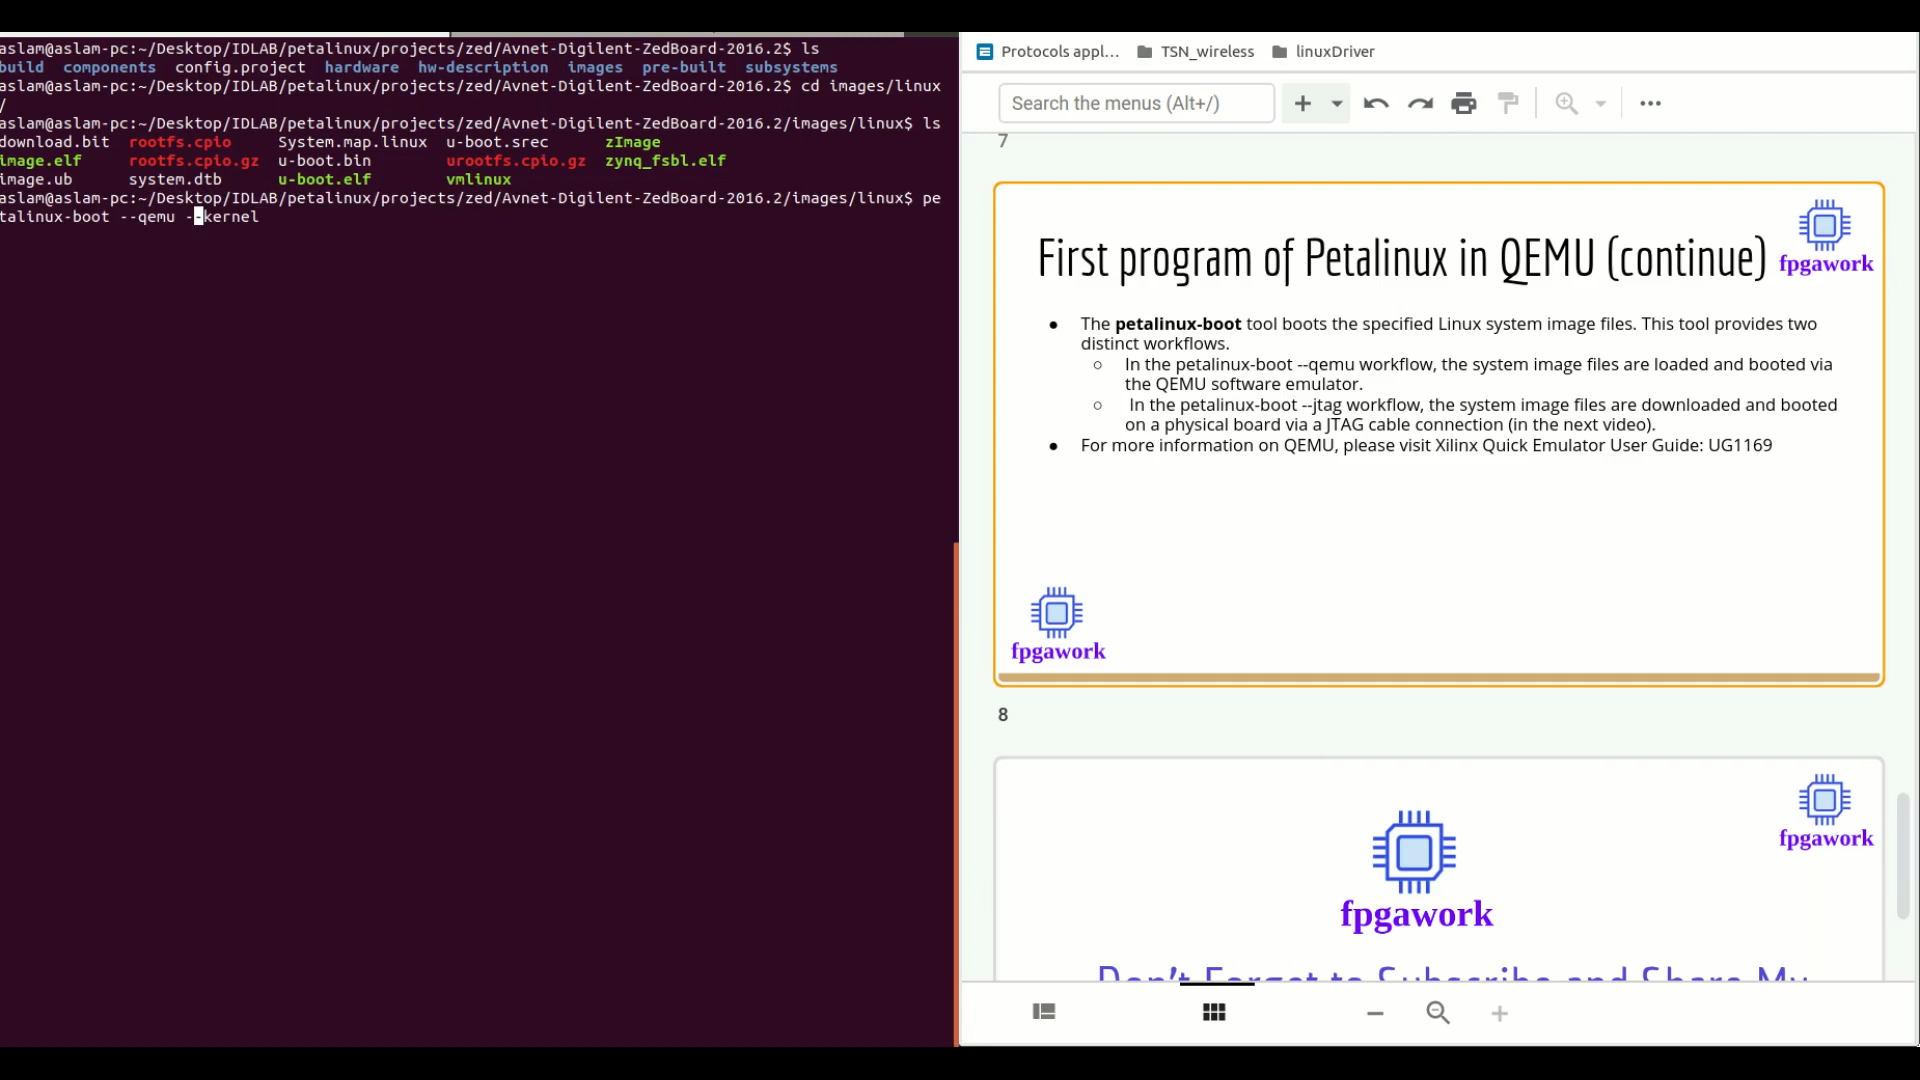 aslam@aslam-pc:~/Desktop/IDLAB/petalinux/projects/zed/Avnet-Digilent-ZedBoard-2016.2$ ls
build components config.project hardware hw-description images pre-built subsystems
aslam@aslam-pc:~/Desktop/IDLAB/petalinux/projects/zed/Avnet-Digilent-ZedBoard-2016.2$ cd images/linux
/
aslam@aslam-pc:~/Desktop/IDLAB/petalinux/projects/zed/Avnet-Digilent-ZedBoard-2016.2/images/linux$ ls
download.bit rootfs.cpio System.map.linux u-boot.srec zImage
image.elf rootfs.cpio.gz u-boot.bin urootfs.cpio.gz zynq_fsbl.elf
image.ub system.dtb u-boot.elf vmlinux
aslam@aslam-pc:~/Desktop/IDLAB/petalinux/projects/zed/Avnet-Digilent-ZedBoard-2016.2/images/linux$ pe
talinux-boot --qemu --kernel
Protocols appl... TSN_wireless linuxDriver
Search the menus (Alt+/)
7
First program of Petalinux in QEMU (continue)
fpgawork
● The petalinux-boot tool boots the specified Linux system image files. This tool provides two
distinct workflows.
○ In the petalinux-boot --qemu workflow, the system image files are loaded and booted via
the QEMU software emulator.
○ In the petalinux-boot --jtag workflow, the system image files are downloaded and booted
on a physical board via a JTAG cable connection (in the next video).
● For more information on QEMU, please visit Xilinx Quick Emulator User Guide: UG1169
fpgawork
8
fpgawork
fpgawork
Don't Forget to Subscribe and Share My